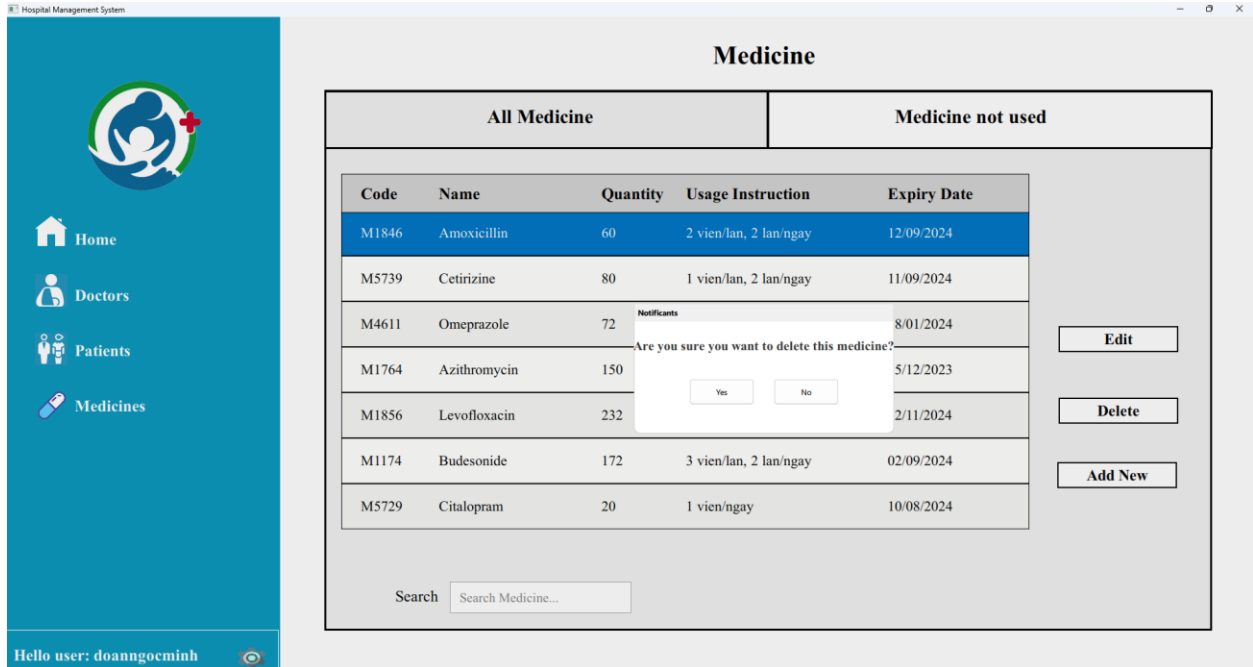 Hospital Management System
Medicine
All Medicine Medicine not used
Code Name Quantity Usage Instruction Expiry Date
M1846 Amoxicillin 60 2 vien/lan, 2 lan/ngay 12/09/2024
M5739 Cetirizine 80 1 vien/lan, 2 lan/ngay 11/09/2024
M4611 Omeprazole 72 8/01/2024
M1764 Azithromycin 150 5/12/2023
M1856 Levofloxacin 232 2/11/2024
M1174 Budesonide 172 3 vien/lan, 2 lan/ngay 02/09/2024
M5729 Citalopram 20 1 vien/ngay 10/08/2024
Notificants
Are you sure you want to delete this medicine?
Yes No
Edit
Delete
Add New
Search Search Medicine...
Home
Doctors
Patients
Medicines
Hello user: doanngocminh